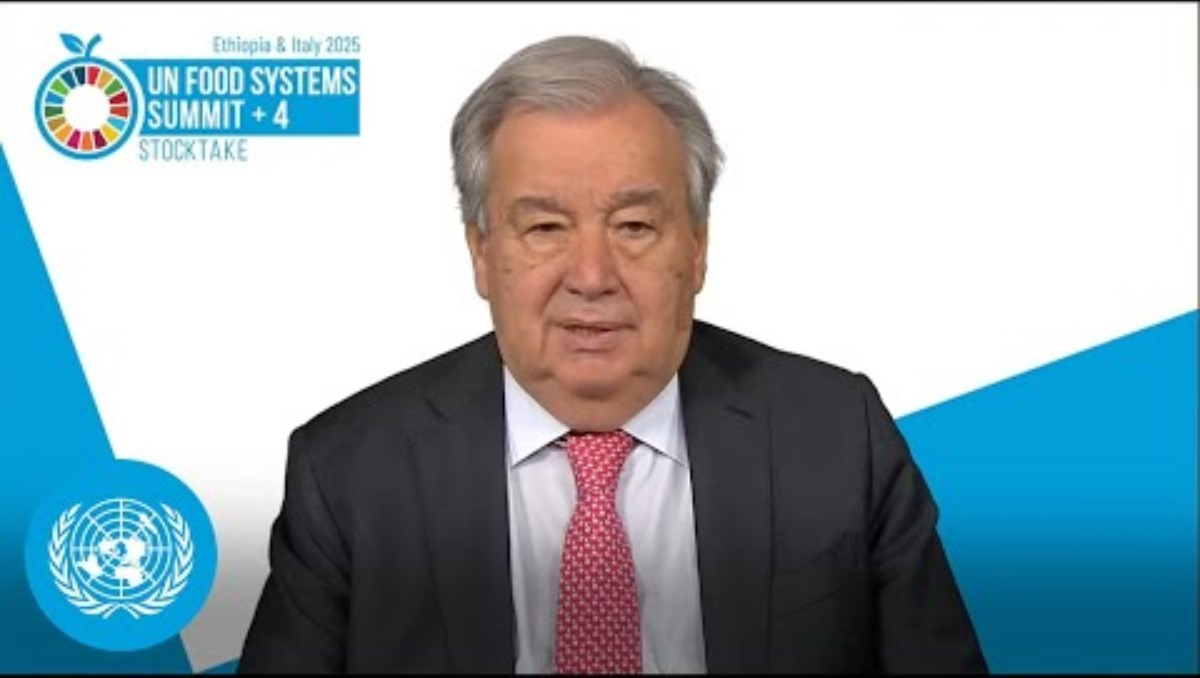 Ethiopia & Italy 2025
UN FOOD SYSTEMS
SUMMIT + 4
STOCKTAKE